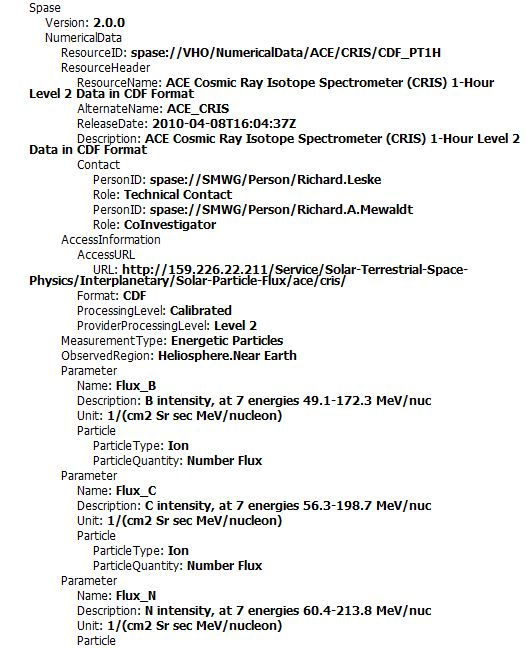 Spase
Version: 2.0.0
NumericalData
ResourceID: spase://VHO/NumericalData/ACE/CRIS/CDF_PT1H
ResourceHeader
ResourceName: ACE Cosmic Ray Isotope Spectrometer (CRIS) 1-Hour
Level 2 Data in CDF Format
AlternateName: ACE_CRIS
ReleaseDate: 2010-04-08T16:04:37Z
Description: ACE Cosmic Ray Isotope Spectrometer (CRIS) 1-Hour Level 2
Data in CDF Format
Contact
PersonID: spase://SMWG/Person/Richard.Leske
Role: Technical Contact
PersonID: spase://SMWG/Person/Richard.A.Mewaldt
Role: CoInvestigator
AccessInformation
AccessURL
URL: http://159.226.22.211/Service/Solar-Terrestrial-Space-
Physics/Interplanetary/Solar-Particle-Flux/ace/cris/
Format: CDF
ProcessingLevel: Calibrated
ProviderProcessingLevel: Level 2
MeasurementType: Energetic Particles
ObservedRegion: Heliosphere.Near Earth
Parameter
Name: Flux_B
Description: B intensity, at 7 energies 49.1-172.3 MeV/nuc
Unit: 1/(cm2 Sr sec MeV/nucleon)
Particle
ParticleType: Ion
ParticleQuantity: Number Flux
Parameter
Name: Flux_C
Description: C intensity, at 7 energies 56.3-198.7 MeV/nuc
Unit: 1/(cm2 Sr sec MeV/nucleon)
Particle
ParticleType: Ion
ParticleQuantity: Number Flux
Parameter
Name: Flux_N
Description: N intensity, at 7 energies 60.4-213.8 MeV/nuc
Unit: 1/(cm2 Sr sec MeV/nucleon)
Particle